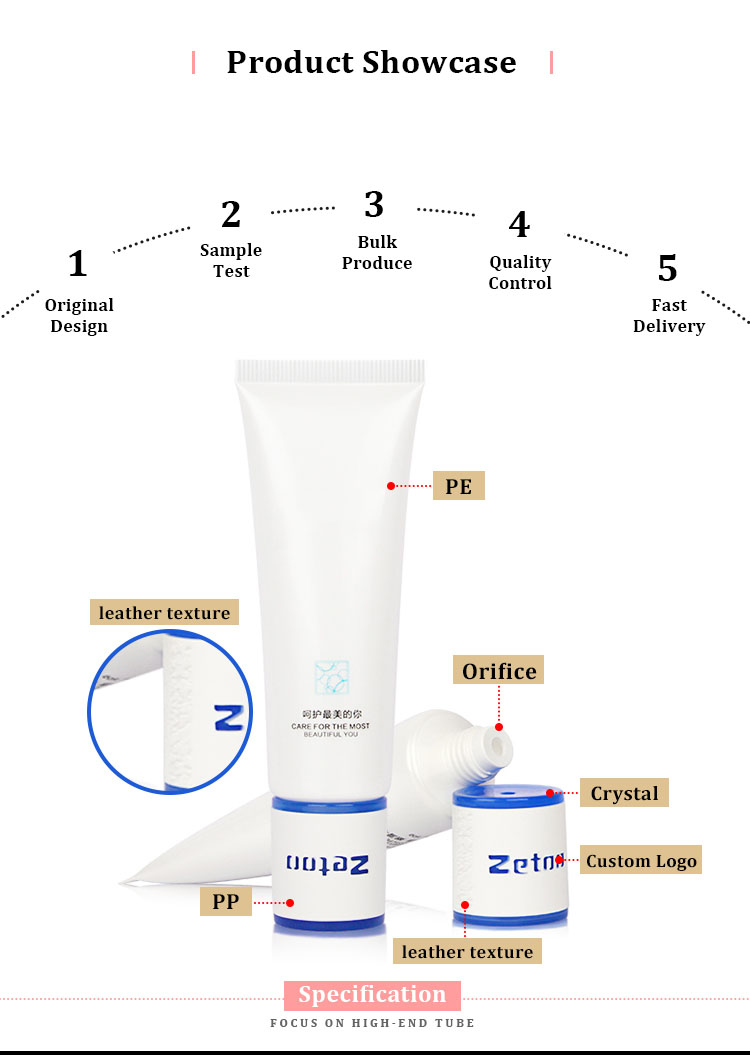 Product Showcase
1
Original
Design
2
Sample
Test
3
Bulk
Produce
4
Quality
Control
5
Fast
Delivery
PE
leather texture
Orifice
呵护最美的你
CARE FOR THE MOST
BEAUTIFUL YOU
Crystal
Custom Logo
PP
leather texture
Specification
FOCUS ON HIGH-END TUBE